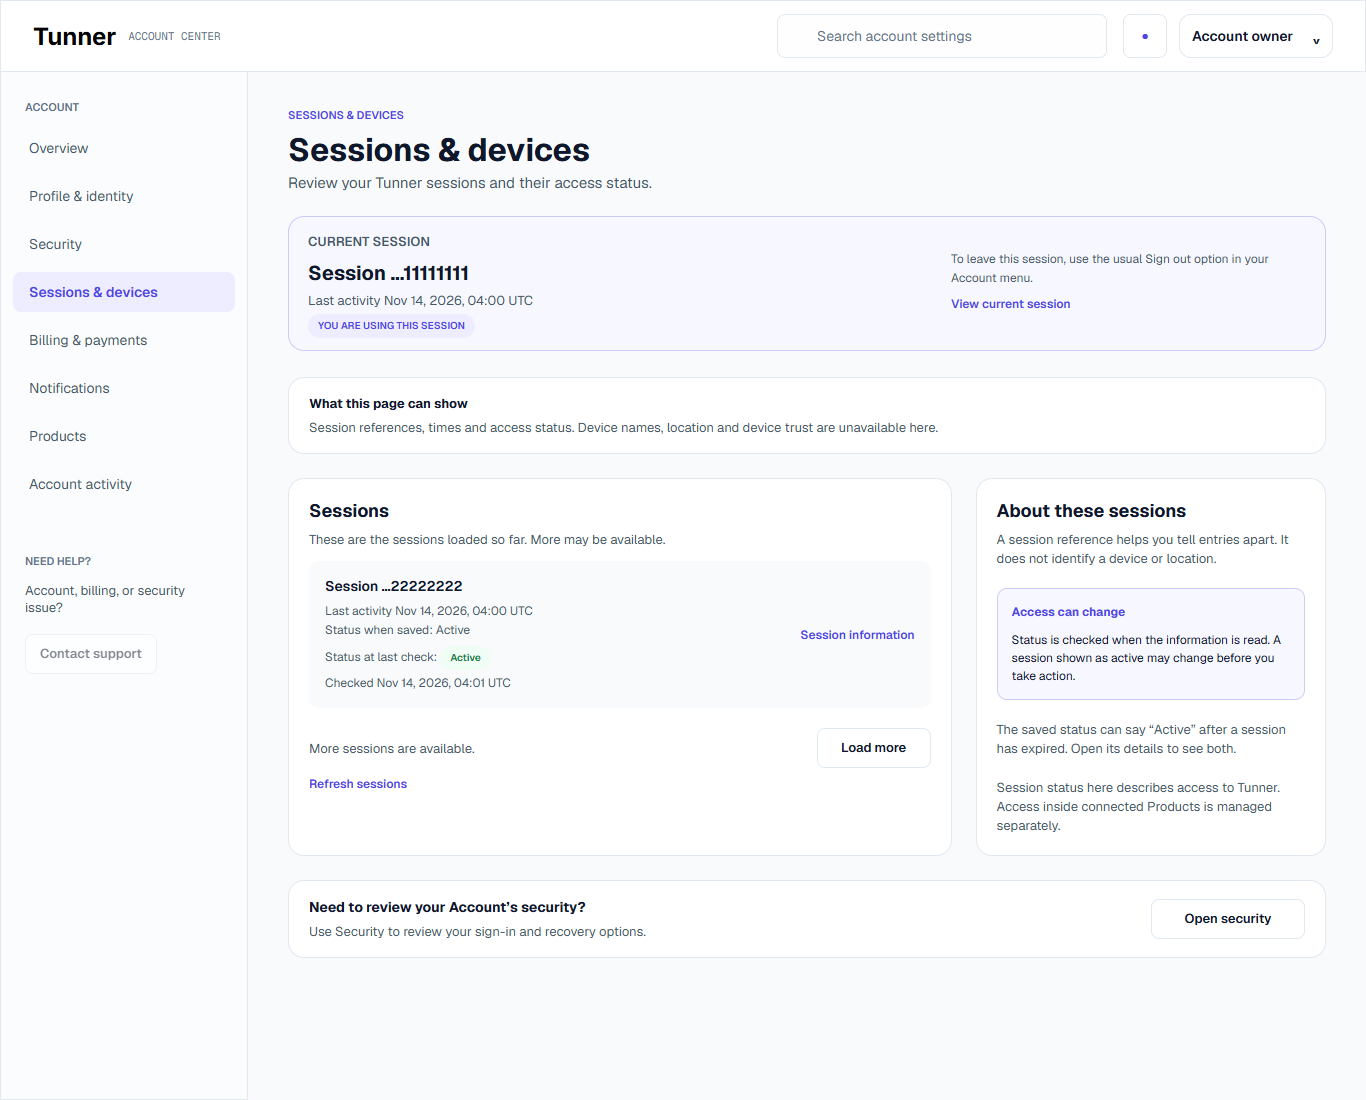 Tunner ACCOUNT CENTER
Search account settings
Account owner v
ACCOUNT
Overview
Profile & identity
Security
Sessions & devices
Billing & payments
Notifications
Products
Account activity
NEED HELP?
Account, billing, or security
issue?
Contact support
SESSIONS & DEVICES
Sessions & devices
Review your Tunner sessions and their access status.
CURRENT SESSION
Session …11111111
Last activity Nov 14, 2026, 04:00 UTC
YOU ARE USING THIS SESSION
To leave this session, use the usual Sign out option in your
Account menu.
View current session
What this page can show
Session references, times and access status. Device names, location and device trust are unavailable here.
Sessions
These are the sessions loaded so far. More may be available.
Session …22222222
Last activity Nov 14, 2026, 04:00 UTC
Status when saved: Active
Status at last check: Active
Checked Nov 14, 2026, 04:01 UTC
Session information
More sessions are available.
Load more
Refresh sessions
About these sessions
A session reference helps you tell entries apart. It
does not identify a device or location.
Access can change
Status is checked when the information is read. A
session shown as active may change before you
take action.
The saved status can say “Active” after a session
has expired. Open its details to see both.
Session status here describes access to Tunner.
Access inside connected Products is managed
separately.
Need to review your Account’s security?
Use Security to review your sign-in and recovery options.
Open security